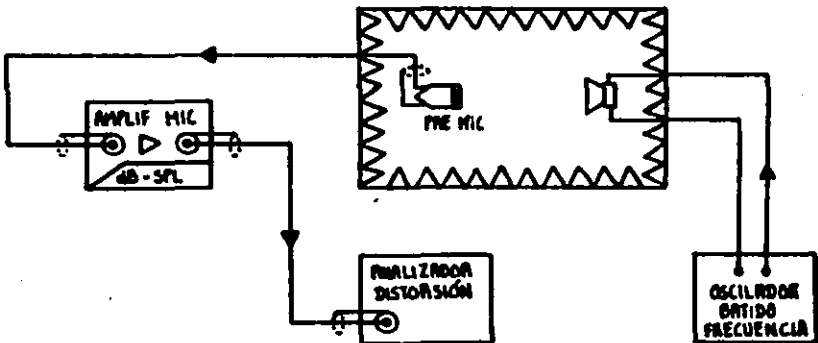 PRE MIC
AMPLIF MIC
dB-SPL
ANALIZADOR
DISTORSIÓN
OSCILADOR
BATIDO
FRECUENCIA